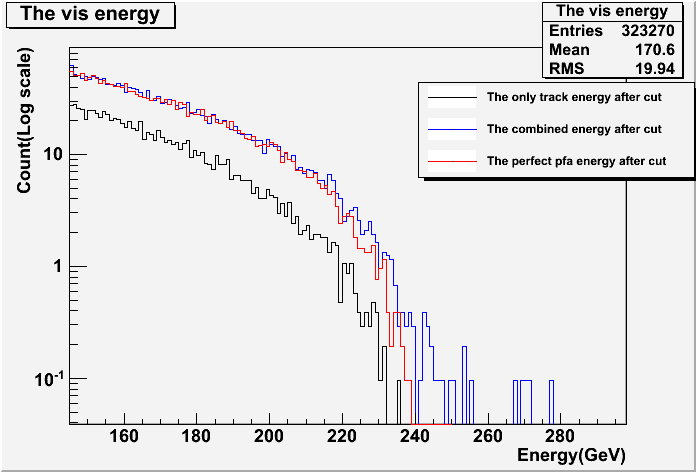 The vis energy
The vis energy
Entries 323270
Mean 170.6
RMS 19.94
The only track energy after cut
The combined energy after cut
The perfect pfa energy after cut
Count(Log scale)
10
1
10-1
160 180 200 220 240 260 280
Energy(GeV)